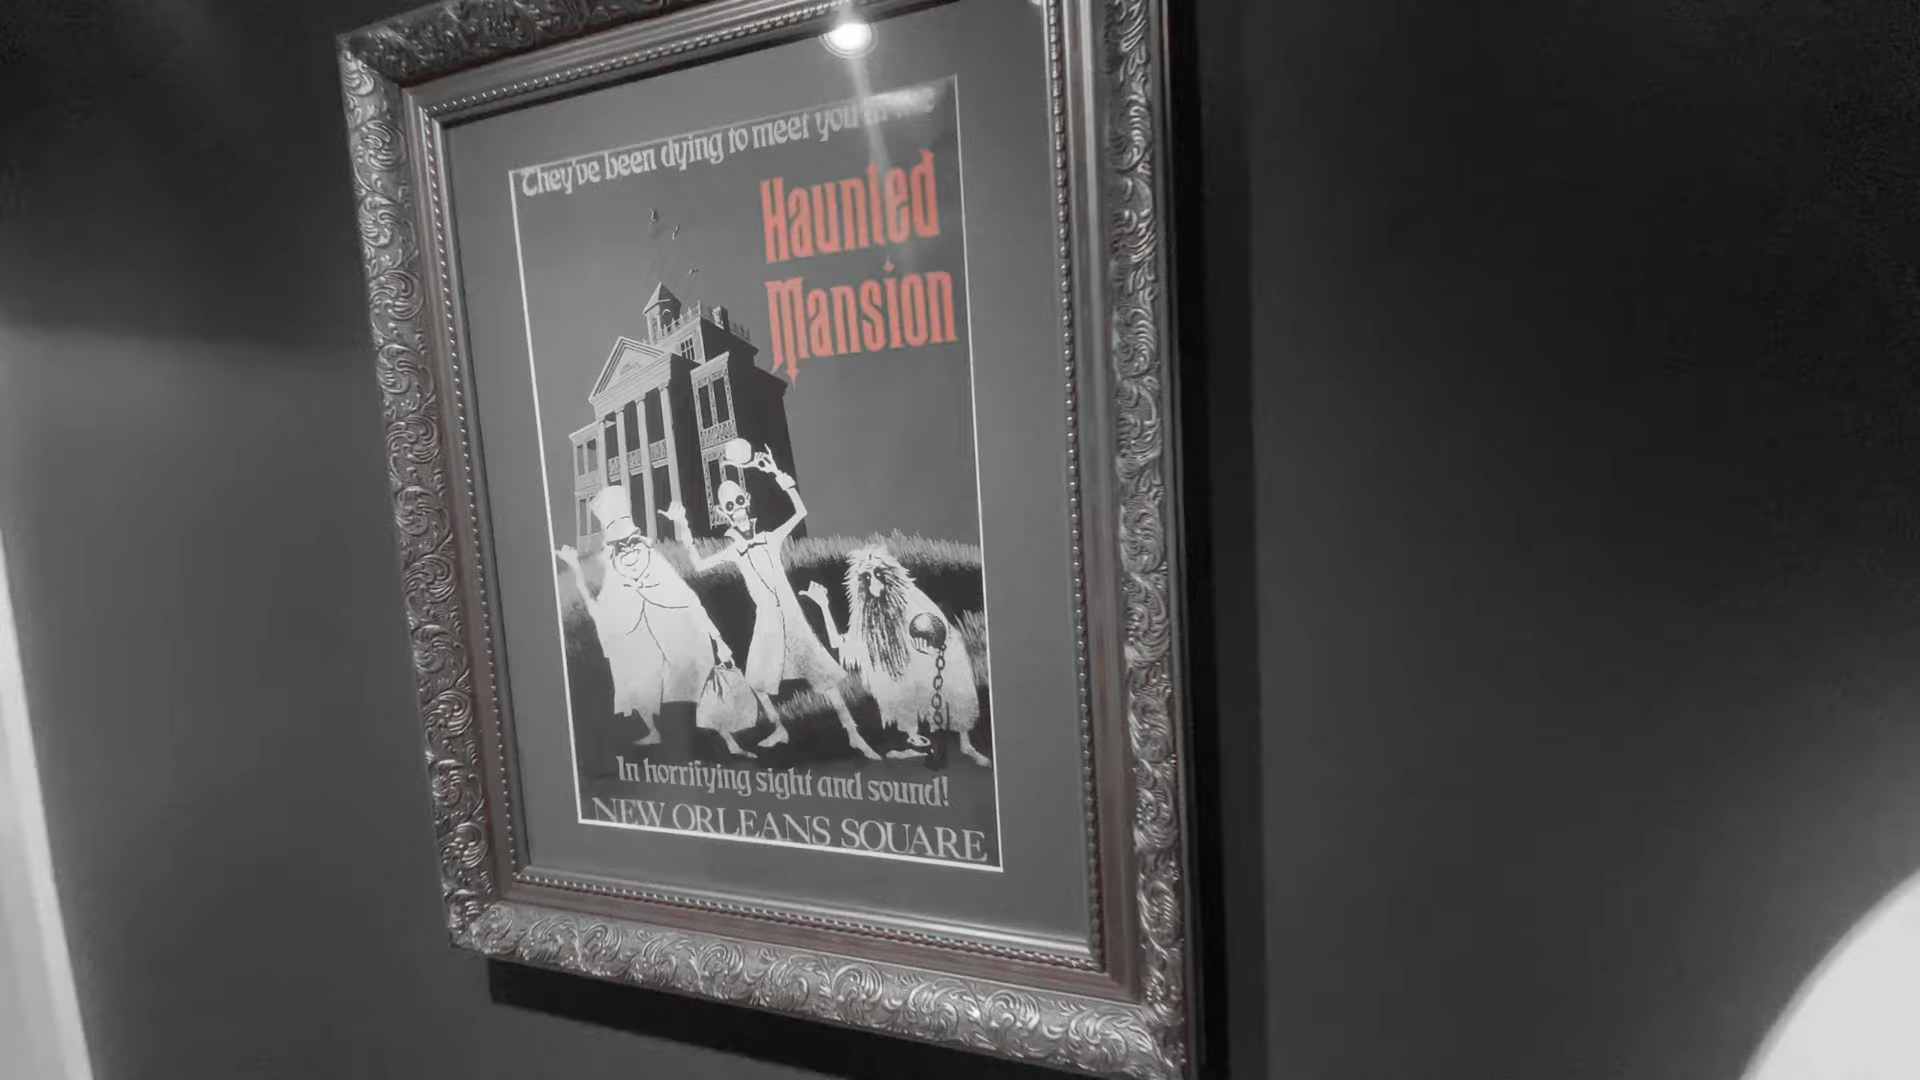 They've been dying to meet you
Haunted
Mansion
In horrifying sight and sound!
NEW ORLEANS SQUARE